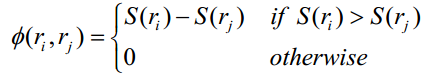 ϕ(r_i, r_j) = { S(r_i) − S(r_j)   if S(r_i) > S(r_j)
0   otherwise